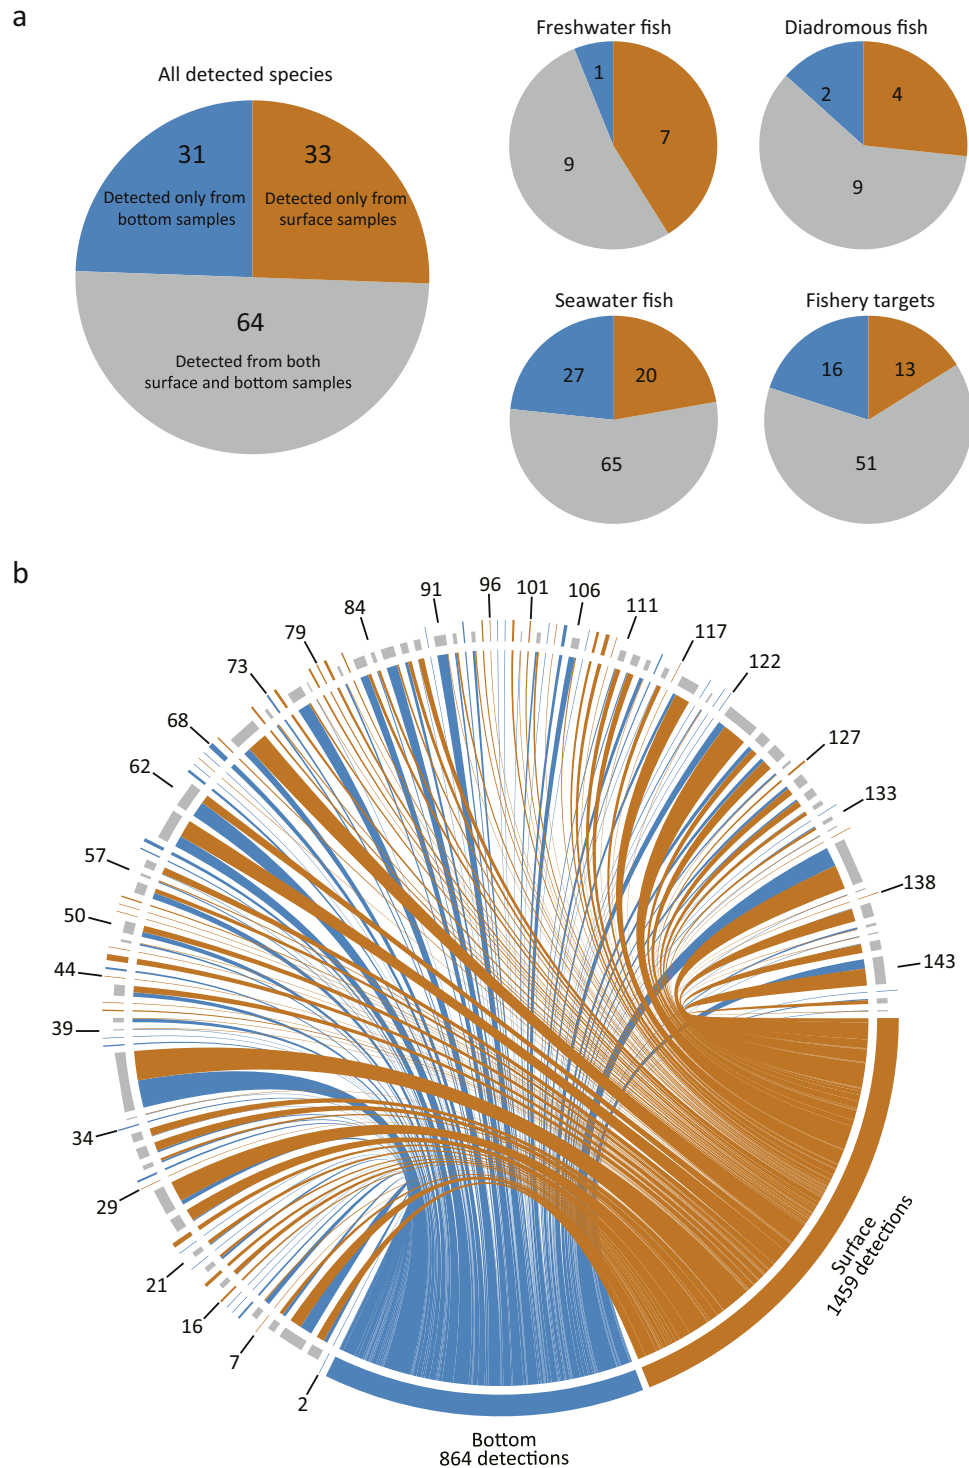 a
All detected species
31
Detected only from
bottom samples
33
Detected only from
surface samples
64
Detected from both
surface and bottom samples
Freshwater fish
1
7
9
Diadromous fish
2
4
9
Seawater fish
27
20
65
Fishery targets
16
13
51
b
2
7
16
21
29
34
39
44
50
57
62
68
73
79
84
91
96
101
106
111
117
122
127
133
138
143
Surface
1459 detections
Bottom
864 detections